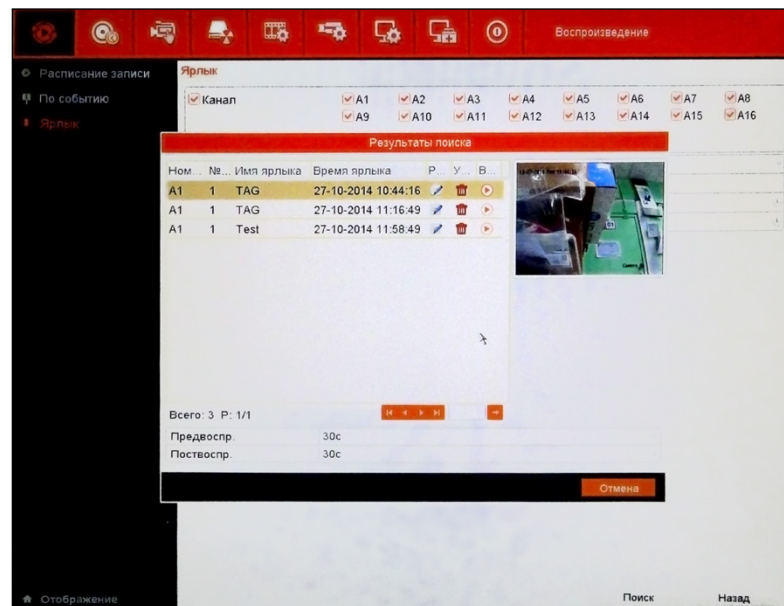 Воспроизведение
Расписание записи
По событию
Ярлык
Ярлык
Канал A1 A2 A3 A4 A5 A6 A7 A8
A9 A10 A11 A12 A13 A14 A15 A16
Результаты поиска
Ном... №... Имя ярлыка Время ярлыка Р... У... В...
A1 1 TAG 27-10-2014 10:44:16
A1 1 TAG 27-10-2014 11:16:49
A1 1 Test 27-10-2014 11:58:49
Всего: 3 P: 1/1
Предвоспр. 30с
Поствоспр. 30с
Отмена
Отображение
Поиск Назад